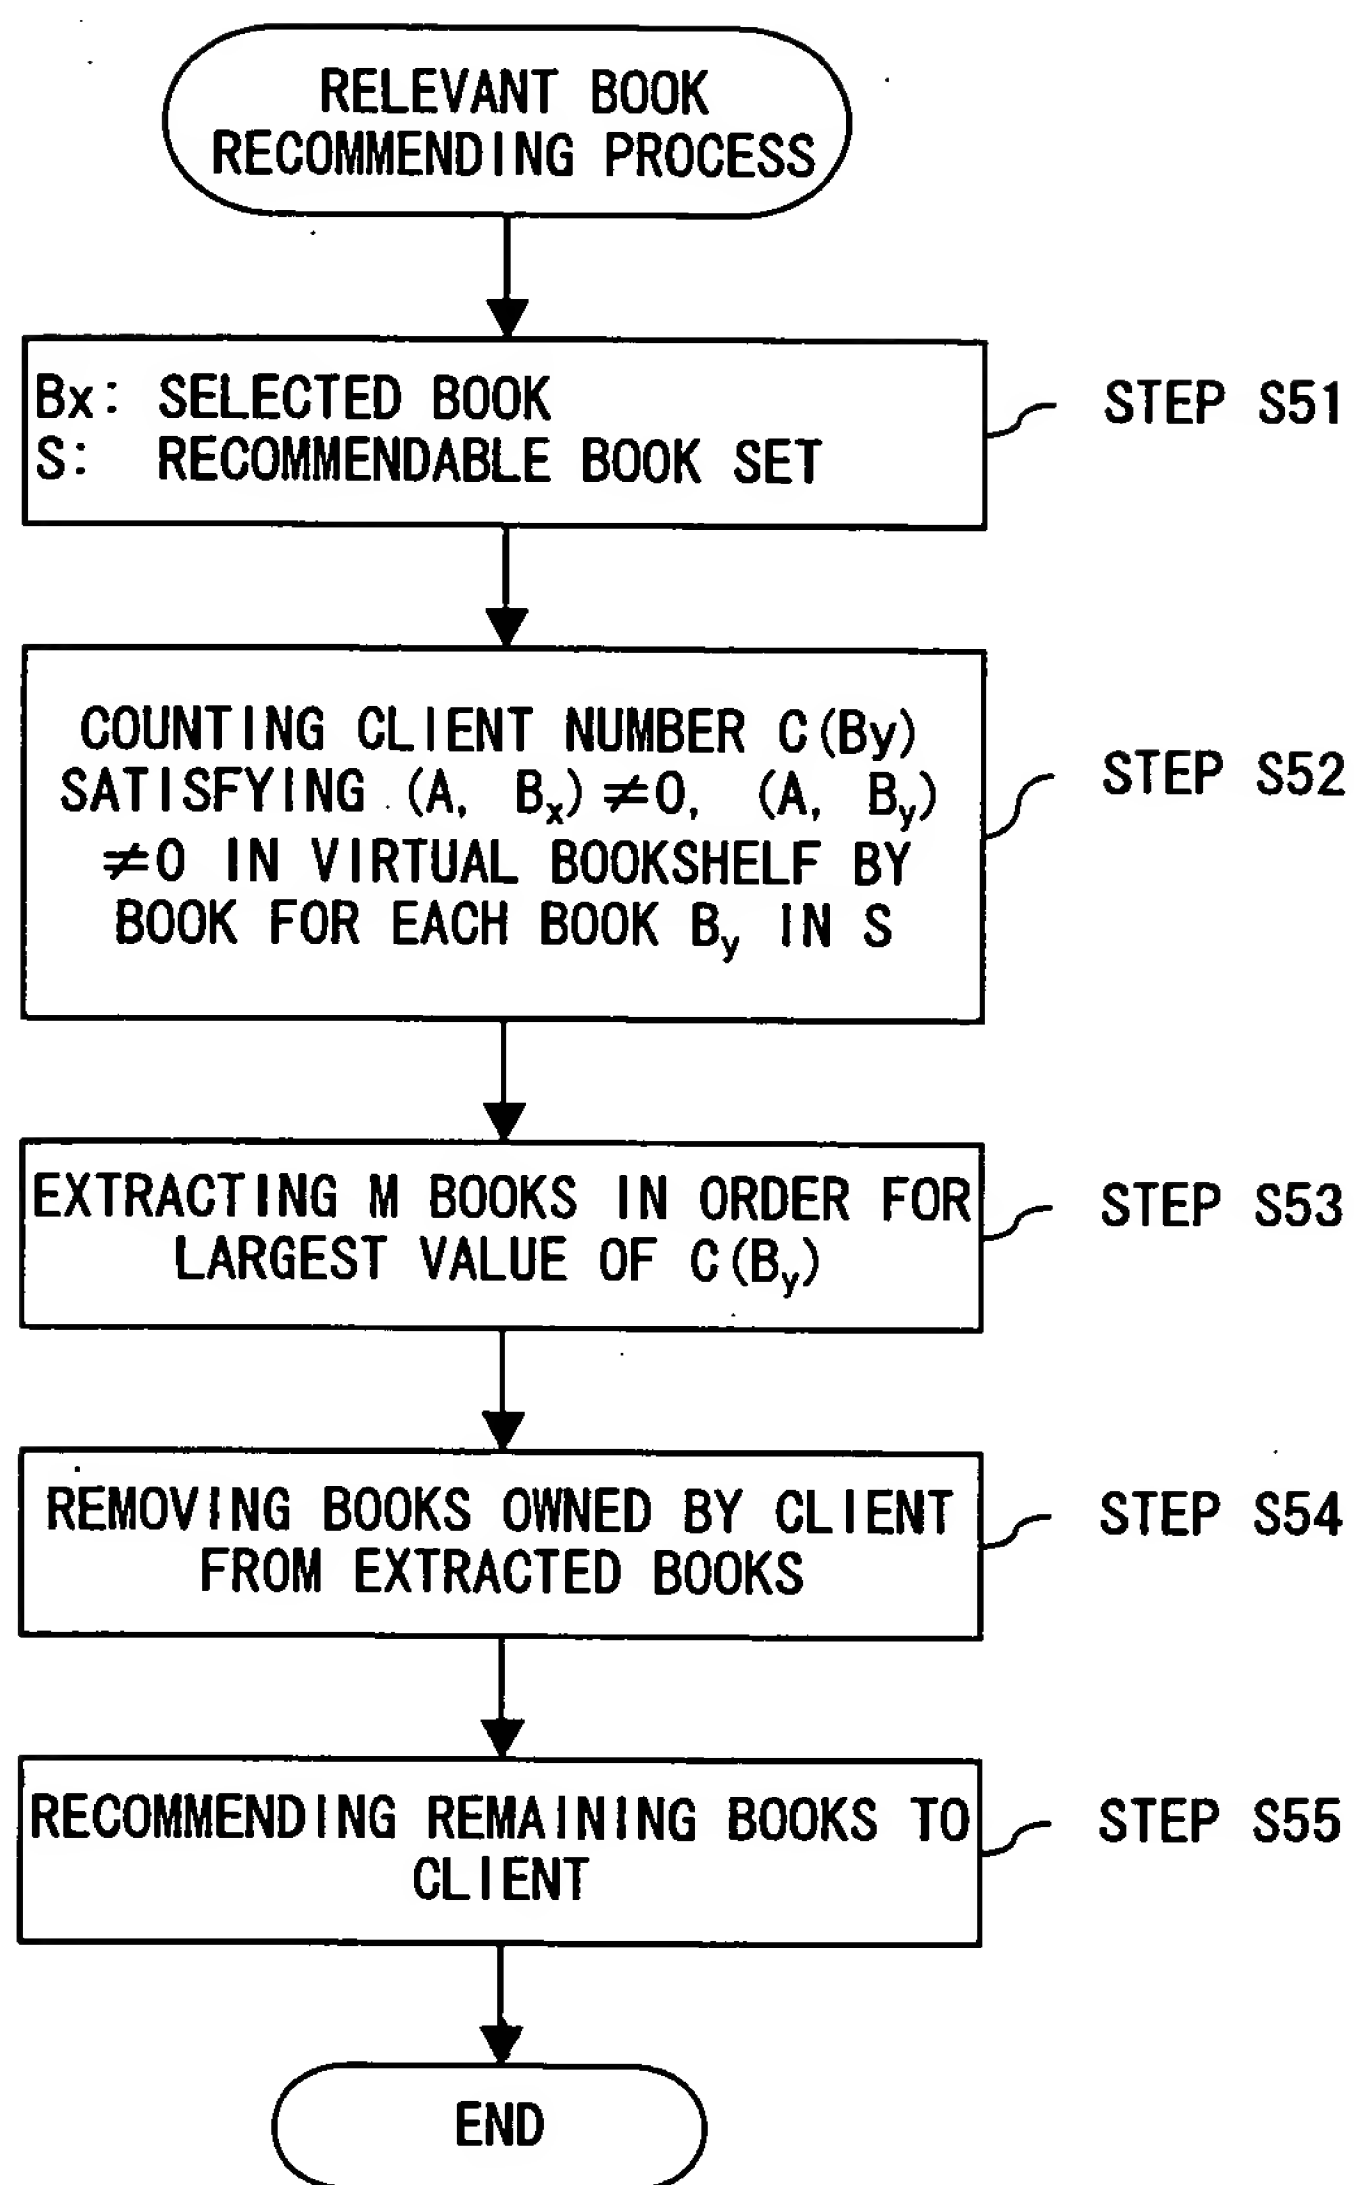 RELEVANT BOOK
RECOMMENDING PROCESS
Bx: SELECTED BOOK
S: RECOMMENDABLE BOOK SET
STEP S51
COUNTING CLIENT NUMBER C(By)
SATISFYING (A, Bx)≠0, (A, By)
≠0 IN VIRTUAL BOOKSHELF BY
BOOK FOR EACH BOOK By IN S
STEP S52
EXTRACTING M BOOKS IN ORDER FOR
LARGEST VALUE OF C(By)
STEP S53
REMOVING BOOKS OWNED BY CLIENT
FROM EXTRACTED BOOKS
STEP S54
RECOMMENDING REMAINING BOOKS TO
CLIENT
STEP S55
END